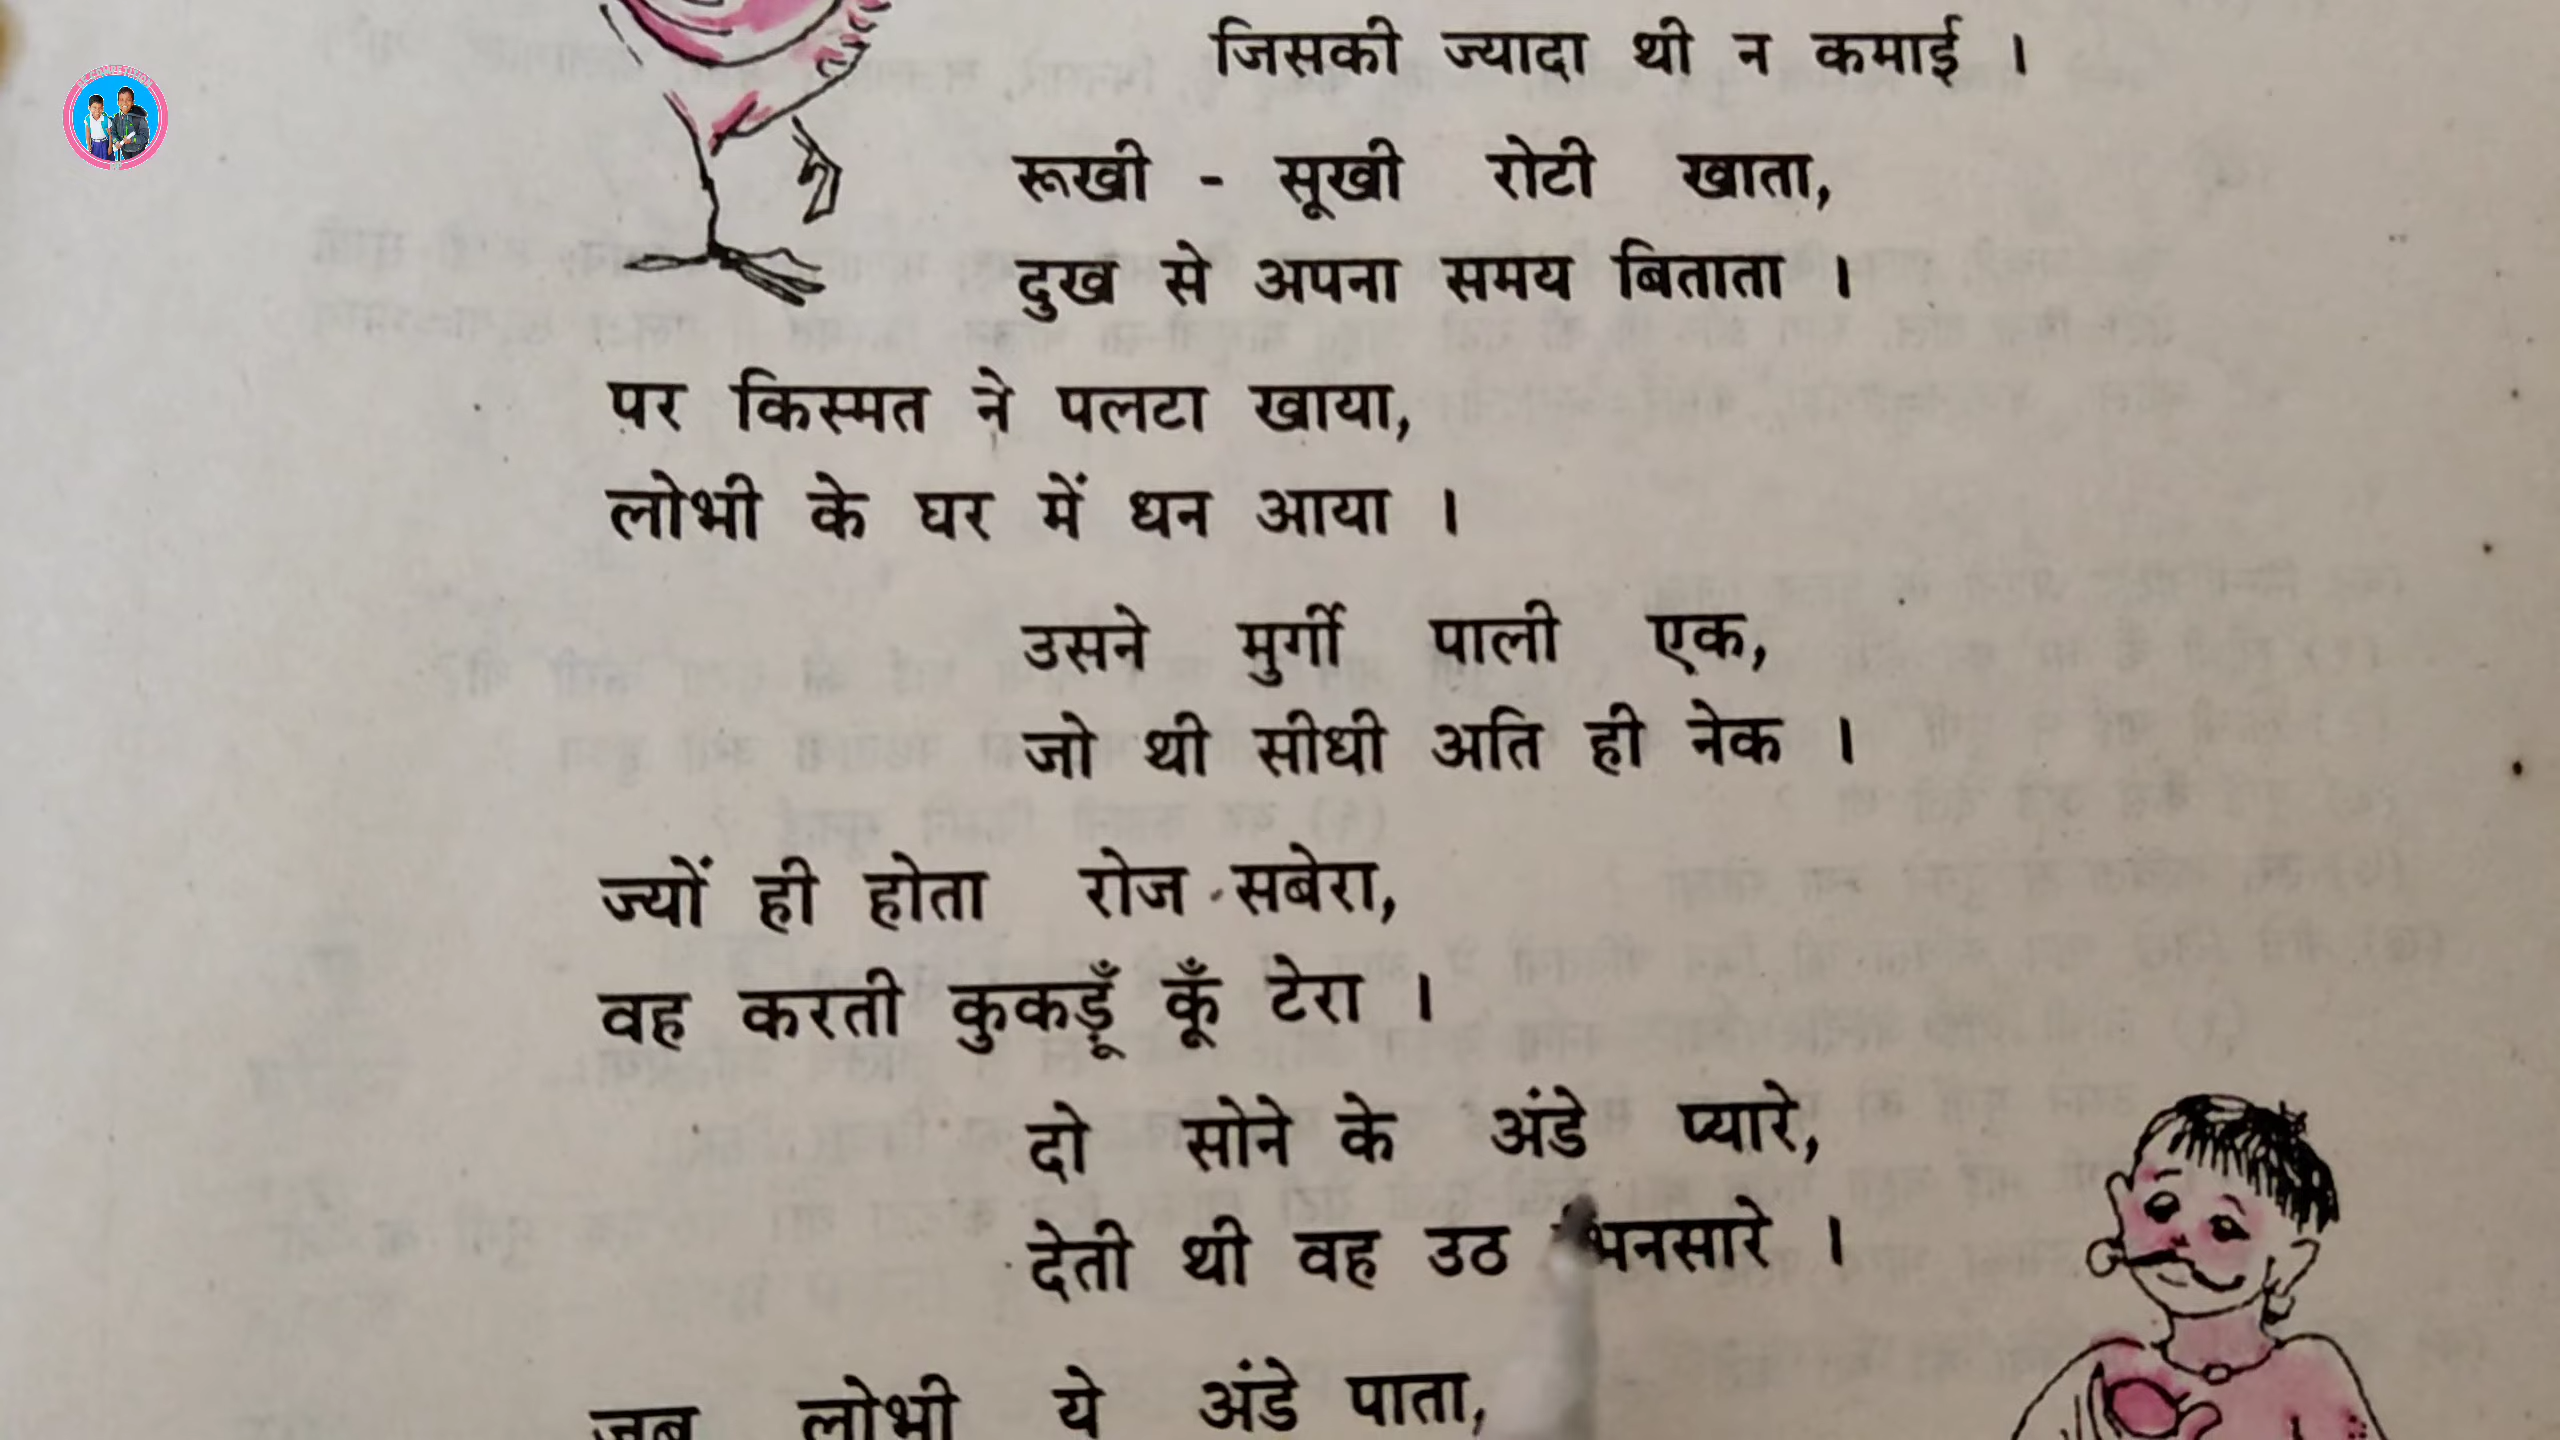 जिसकी ज्यादा थी न कमाई ।
रूखी - सूखी रोटी खाता,
दुख से अपना समय बिताता ।
पर किस्मत ने पलटा खाया,
लोभी के घर में धन आया ।
उसने मुर्गी पाली एक,
जो थी सीधी अति ही नेक ।
ज्यों ही होता रोज सबेरा,
वह करती कुकड़ूँ कूँ टेरा ।
दो सोने के अंडे प्यारे,
देती थी वह उठ भिनसारे ।
जब लोभी ये अंडे पाता,